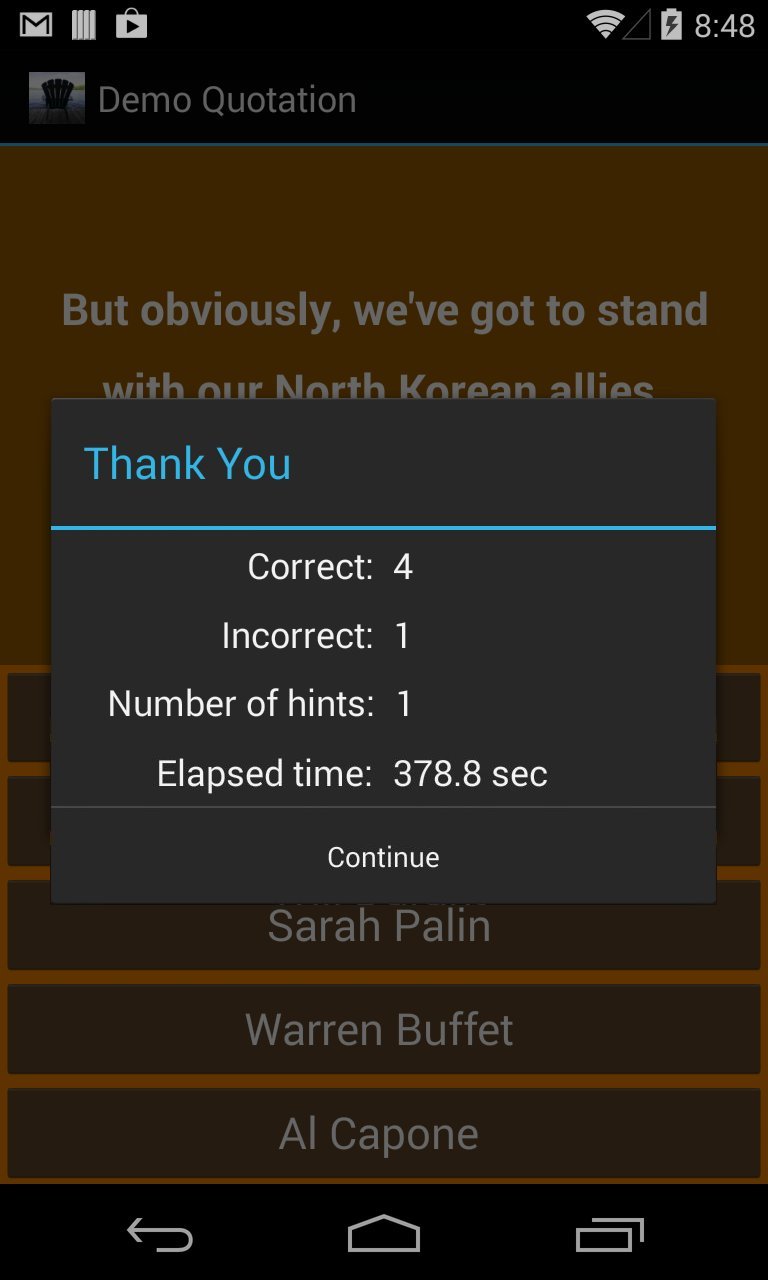 8:48
Demo Quotation
But obviously, we've got to stand
with our North Korean allies.
Thank You
Correct: 4
Incorrect: 1
Number of hints: 1
Elapsed time: 378.8 sec
Continue
Sarah Palin
Warren Buffet
Al Capone